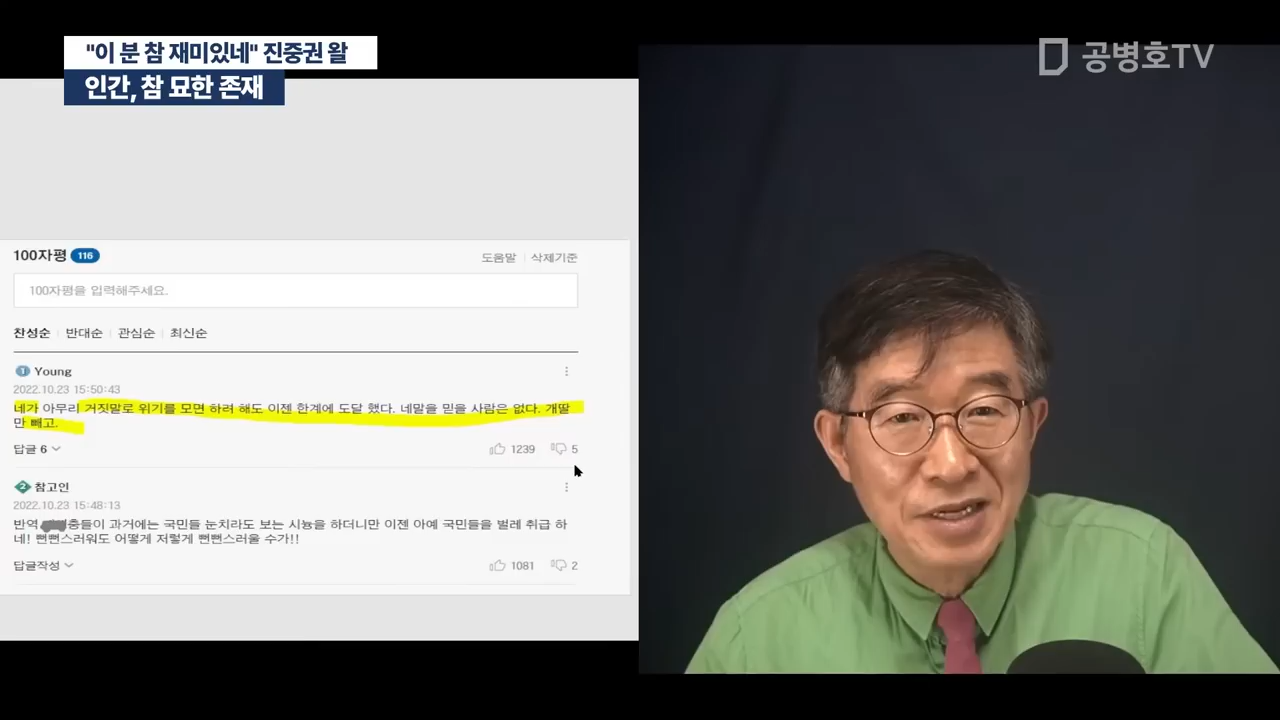 "이 분 참 재미있네" 진중권 왈
인간, 참 묘한 존재
공병호TV
100자평 116
도움말 삭제기준
100자평을 입력해주세요.
찬성순 반대순 관심순 최신순
1 Young
2022.10.23 15:50:43
네가 아무리 거짓말로 위기를 모면 하려 해도 이젠 한계에 도달 했다. 네말을 믿을 사람은 없다. 개딸
만 빼고.
답글 6
1239 5
2 참고인
2022.10.23 15:48:13
반역 충들이 과거에는 국민들 눈치라도 보는 시늉을 하더니만 이젠 아예 국민들을 벌레 취급 하
네! 뻔뻔스러워도 어떻게 저렇게 뻔뻔스러울 수가!!
답글작성
1081 2